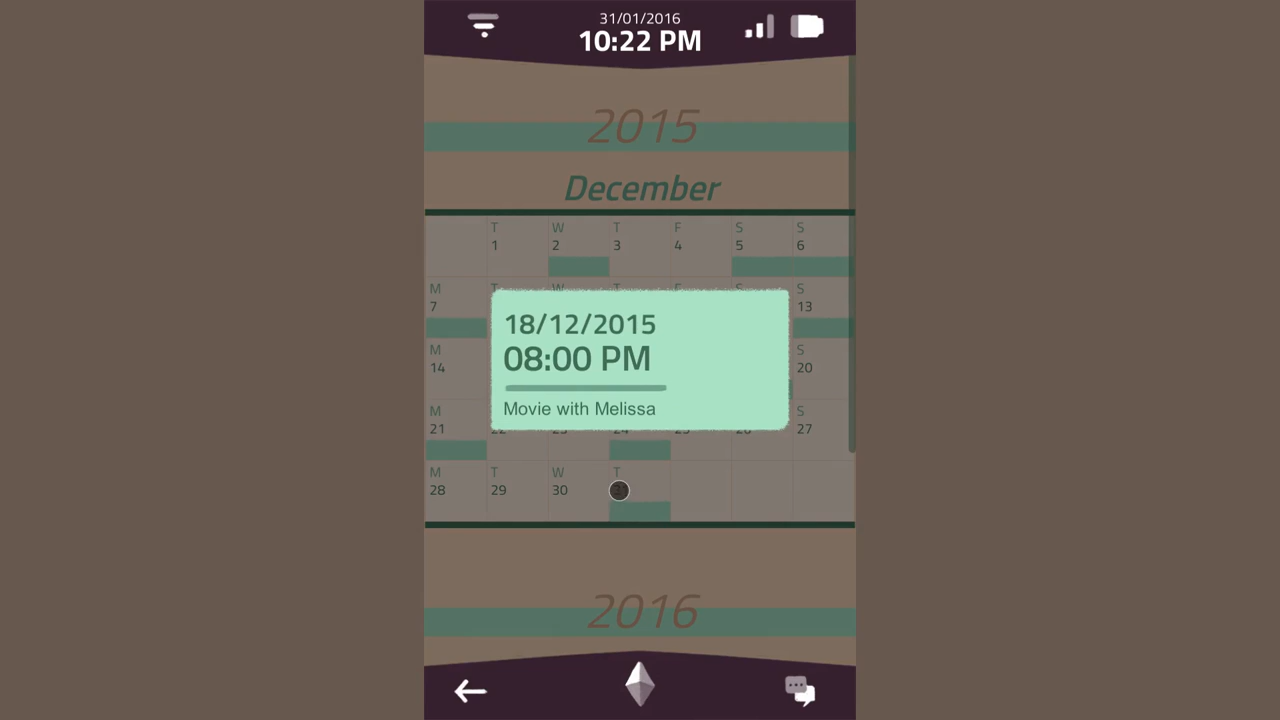 31/01/2016
10:22 PM
2015
December
T W T F S S
1 2 3 4 5 6
M S
7 13
18/12/2015
08:00 PM
Movie with Melissa
M S
14 20
M S
21 27
M T W T
28 29 30
2016